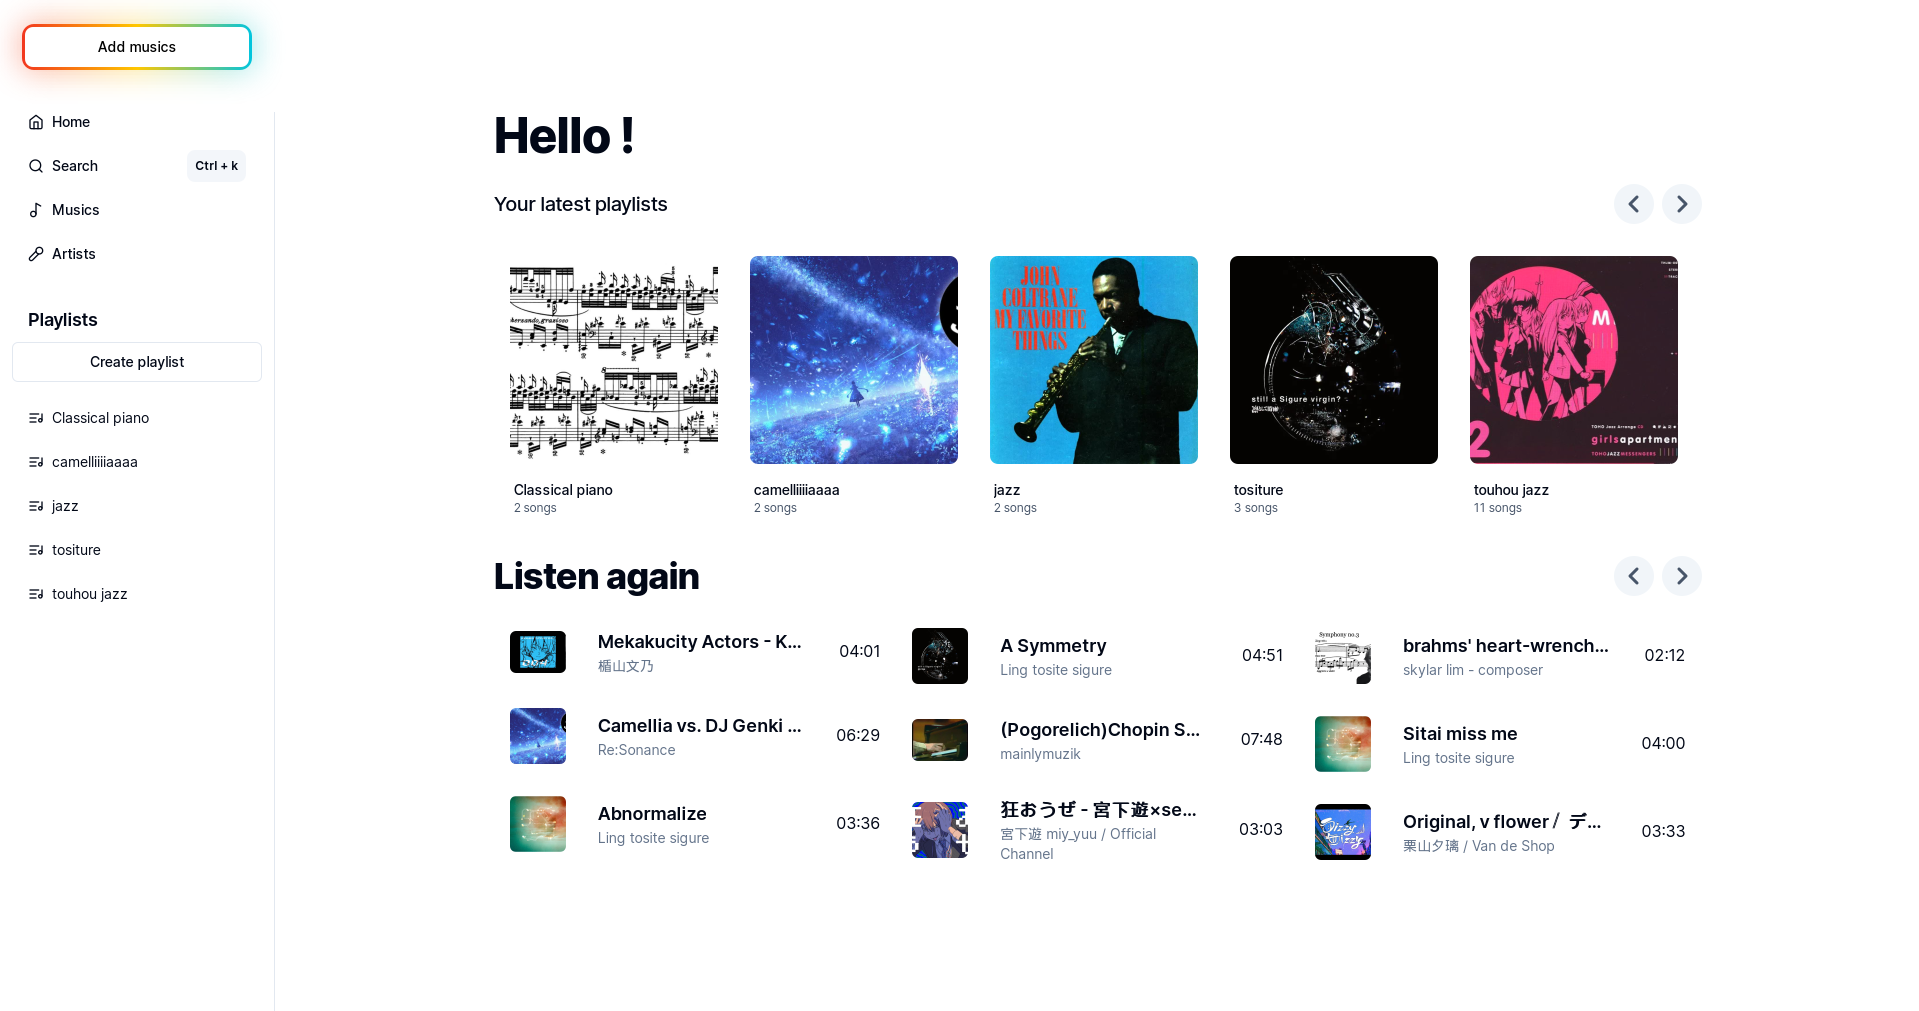 Add musics
Home
Search
Ctrl + k
Musics
Artists
Playlists
Create playlist
Classical piano
camelliiiiaaaa
jazz
tositure
touhou jazz
Hello !
Your latest playlists
JOHN
COLTRANE
MY FAVORITE
THINGS
still a Sigure virgin?
M.
2
girlsapartmen
TOHOJAZZMESSENGERS
Classical piano
2 songs
camelliiiiaaaa
2 songs
jazz
2 songs
tositure
3 songs
touhou jazz
11 songs
Listen again
Mekakucity Actors - K...
楯山文乃
04:01
A Symmetry
Ling tosite sigure
04:51
Symphony no.3
brahms' heart-wrench...
skylar lim - composer
02:12
Camellia vs. DJ Genki ...
Re:Sonance
06:29
(Pogorelich)Chopin S...
mainlymuzik
07:48
Sitai miss me
Ling tosite sigure
04:00
Abnormalize
Ling tosite sigure
03:36
狂おうぜ - 宮下遊×se...
宮下遊 miy_yuu / Official
Channel
03:03
Original, v flower／ デ...
栗山夕璃 / Van de Shop
03:33